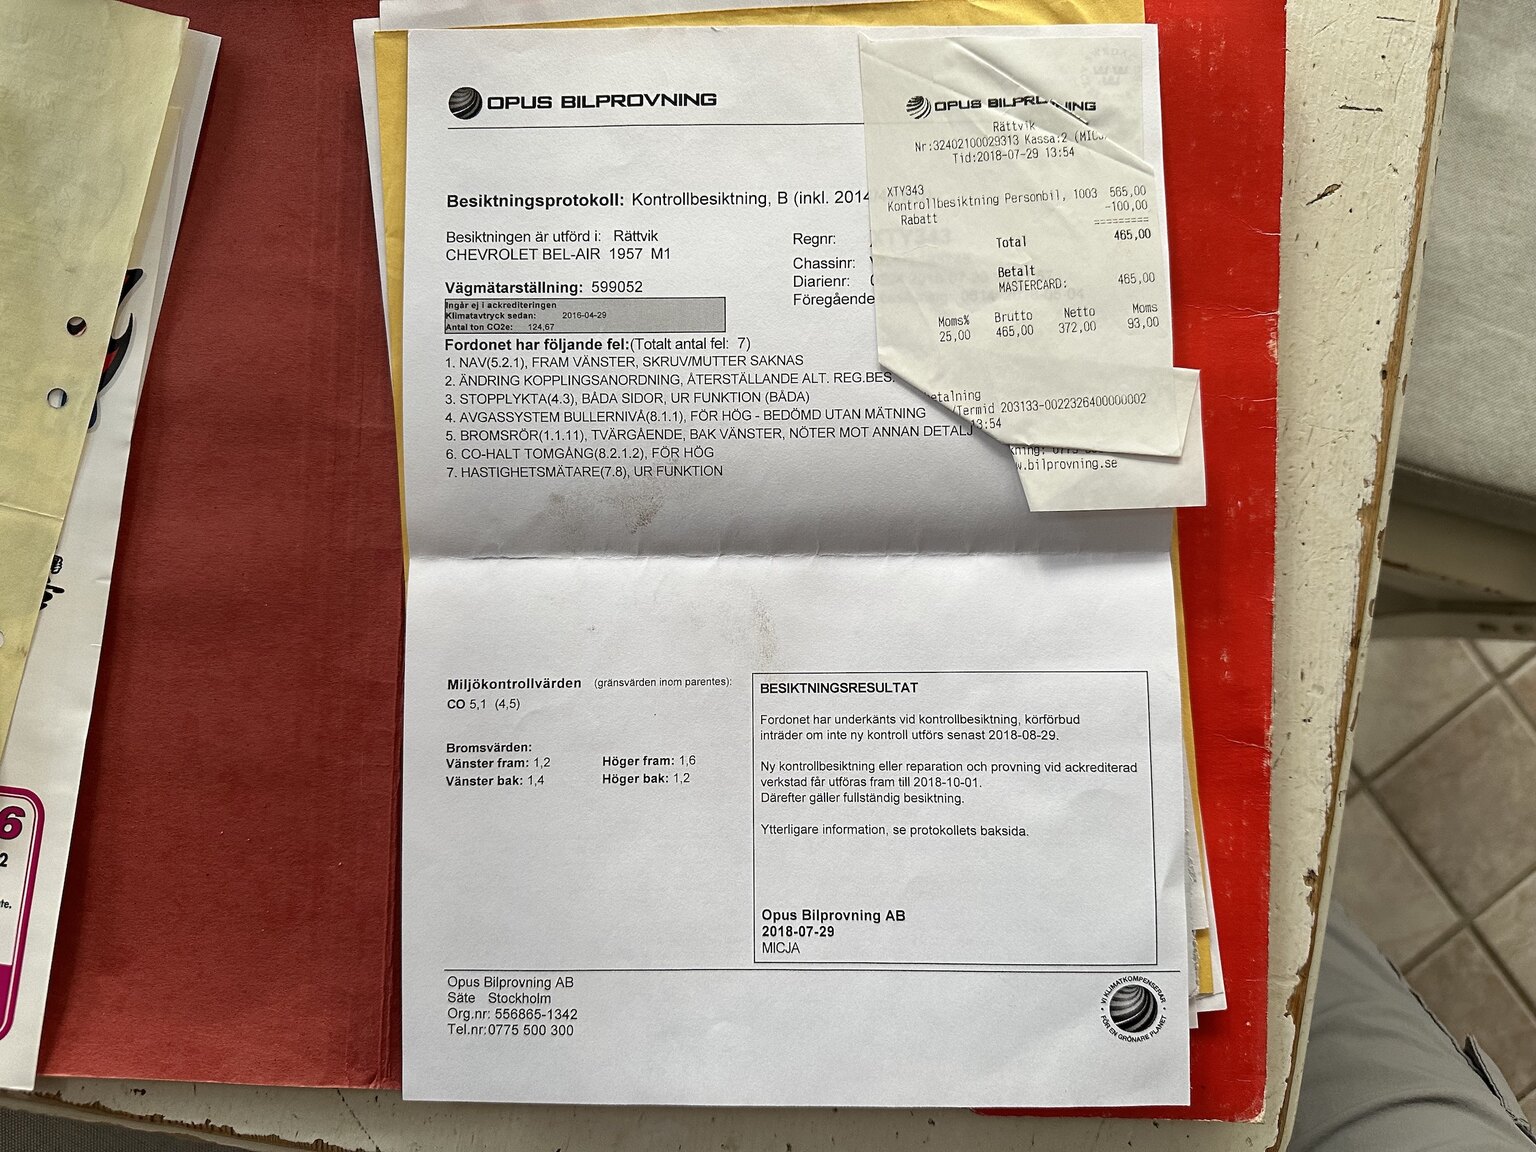 OPUS BILPROVNING
Besiktningsprotokoll: Kontrollbesiktning, B (inkl. 2014
Besiktningen är utförd i: Rättvik
CHEVROLET BEL-AIR 1957 M1
Regnr:
Chassinr:
Diarienr:
Föregående
Vägmätarställning: 599052
Ingår ej i ackrediteringen
Klimatavtryck sedan: 2016-04-29
Antal ton CO2e: 124,67
Fordonet har följande fel:(Totalt antal fel: 7)
1. NAV(5.2.1), FRAM VÄNSTER, SKRUV/MUTTER SAKNAS
2. ÄNDRING KOPPLINGSANORDNING, ÅTERSTÄLLANDE ALT. REG.BES.
3. STOPPLYKTA(4.3), BÅDA SIDOR, UR FUNKTION (BÅDA)
4. AVGASSYSTEM BULLERNIVÅ(8.1.1), FÖR HÖG - BEDÖMD UTAN MÄTNING
5. BROMSRÖR(1.1.11), TVÄRGÅENDE, BAK VÄNSTER, NÖTER MOT ANNAN DETALJ
6. CO-HALT TOMGÅNG(8.2.1.2), FÖR HÖG
7. HASTIGHETSMÄTARE(7.8), UR FUNKTION
OPUS BILPROVNING
Rättvik
Nr:32402100029313 Kassa:2
Tid:2018-07-29 13:54
XTY343
Kontrollbesiktning Personbil, 1003 565,00
Rabatt -100,00
=========
Total 465,00
Betalt
MASTERCARD: 465,00
Moms% Brutto Netto Moms
25,00 465,00 372,00 93,00
etalning
/Termid 203133-0022326400000002
13:54
w.bilprovning.se
Miljökontrollvärden (gränsvärden inom parentes):
CO 5,1 (4,5)
Bromsvärden:
Vänster fram: 1,2 Höger fram: 1,6
Vänster bak: 1,4 Höger bak: 1,2
BESIKTNINGSRESULTAT
Fordonet har underkänts vid kontrollbesiktning, körförbud
inträder om inte ny kontroll utförs senast 2018-08-29.
Ny kontrollbesiktning eller reparation och provning vid ackrediterad
verkstad får utföras fram till 2018-10-01.
Därefter gäller fullständig besiktning.
Ytterligare information, se protokollets baksida.
Opus Bilprovning AB
2018-07-29
MICJA
Opus Bilprovning AB
Säte Stockholm
Org.nr: 556865-1342
Tel.nr:0775 500 300
VI KLIMATKOMPENSERAR
FÖR EN GRÖNARE PLANET
6
2
te.